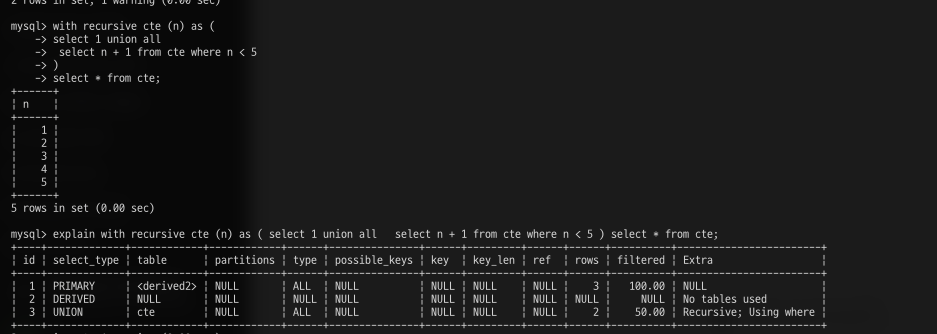 2 rows in set, 1 warning (0.00 sec)
mysql> with recursive cte (n) as (
    -> select 1 union all
    ->  select n + 1 from cte where n < 5
    -> )
    -> select * from cte;
+------+
| n    |
+------+
|    1 |
|    2 |
|    3 |
|    4 |
|    5 |
+------+
5 rows in set (0.00 sec)
mysql> explain with recursive cte (n) as ( select 1 union all   select n + 1 from cte where n < 5 ) select * from cte;
+----+-------------+------------+------------+------+---------------+------+---------+------+------+----------+------------------------+
| id | select_type | table      | partitions | type | possible_keys | key  | key_len | ref  | rows | filtered | Extra                  |
+----+-------------+------------+------------+------+---------------+------+---------+------+------+----------+------------------------+
|  1 | PRIMARY     | <derived2> | NULL       | ALL  | NULL          | NULL | NULL    | NULL |    3 |   100.00 | NULL                   |
|  2 | DERIVED     | NULL       | NULL       | NULL | NULL          | NULL | NULL    | NULL | NULL |     NULL | No tables used         |
|  3 | UNION       | cte        | NULL       | ALL  | NULL          | NULL | NULL    | NULL |    2 |    50.00 | Recursive; Using where |
+----+-------------+------------+------------+------+---------------+------+---------+------+------+----------+------------------------+